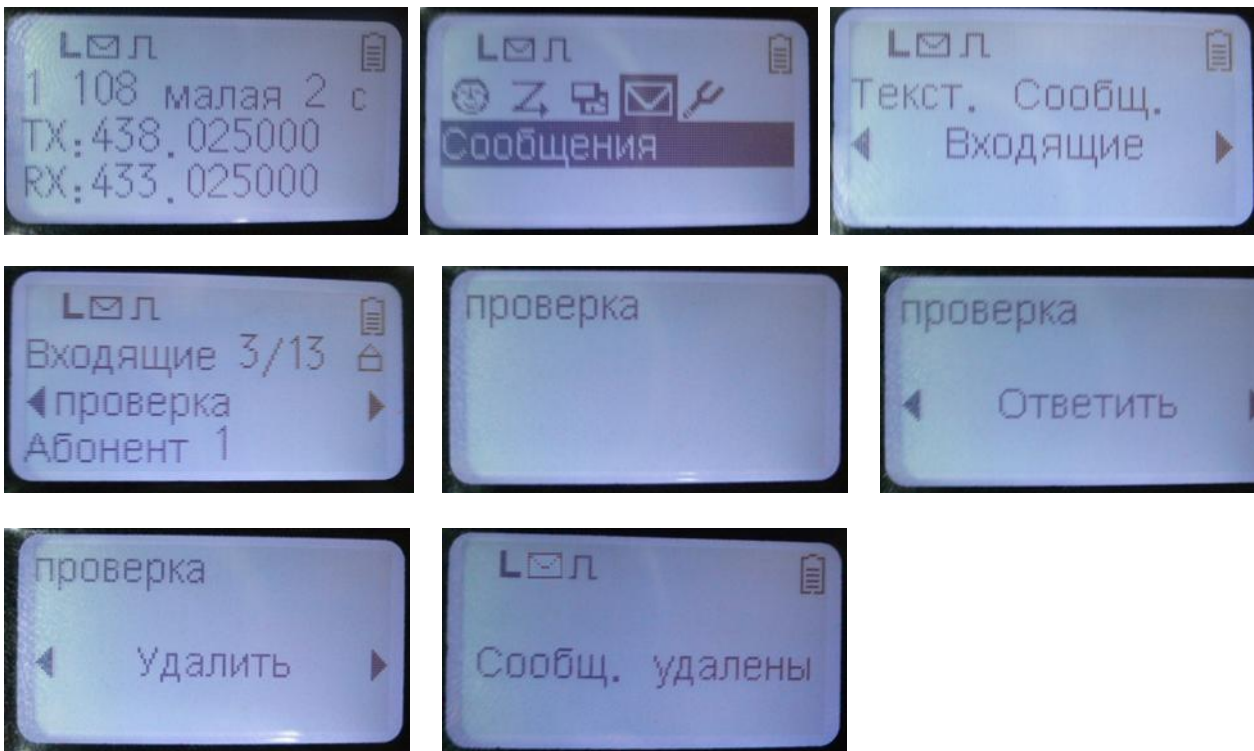 1 108 малая 2 с
TX:438.025000
RX:433.025000
Сообщения
Текст. Сообщ.
Входящие
Входящие 3/13
проверка
Абонент 1
проверка
проверка
Ответить
проверка
Удалить
Сообщ. удалены